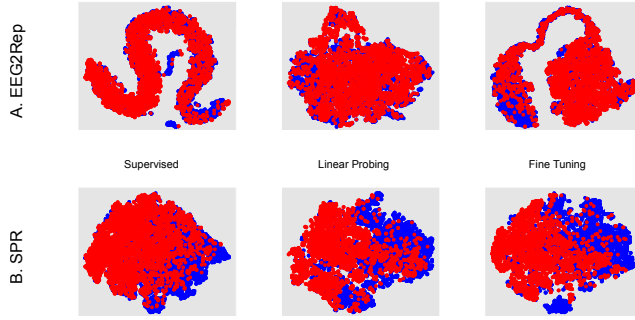 A. EEG2Rep
Supervised
Linear Probing
Fine Tuning
B. SPR